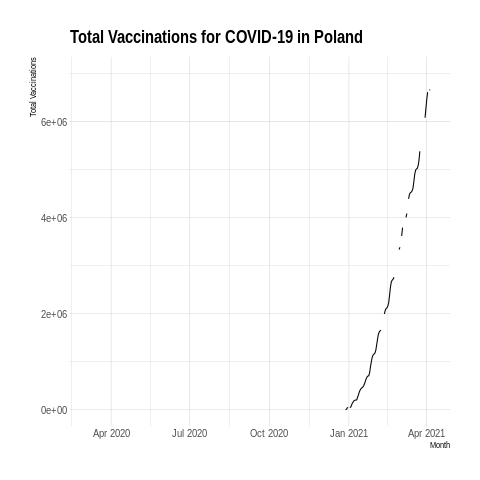 Total Vaccinations for COVID-19 in Poland
Total Vaccinations
6e+06
4e+06
2e+06
0e+00
Apr 2020 Jul 2020 Oct 2020 Jan 2021 Apr 2021
Month